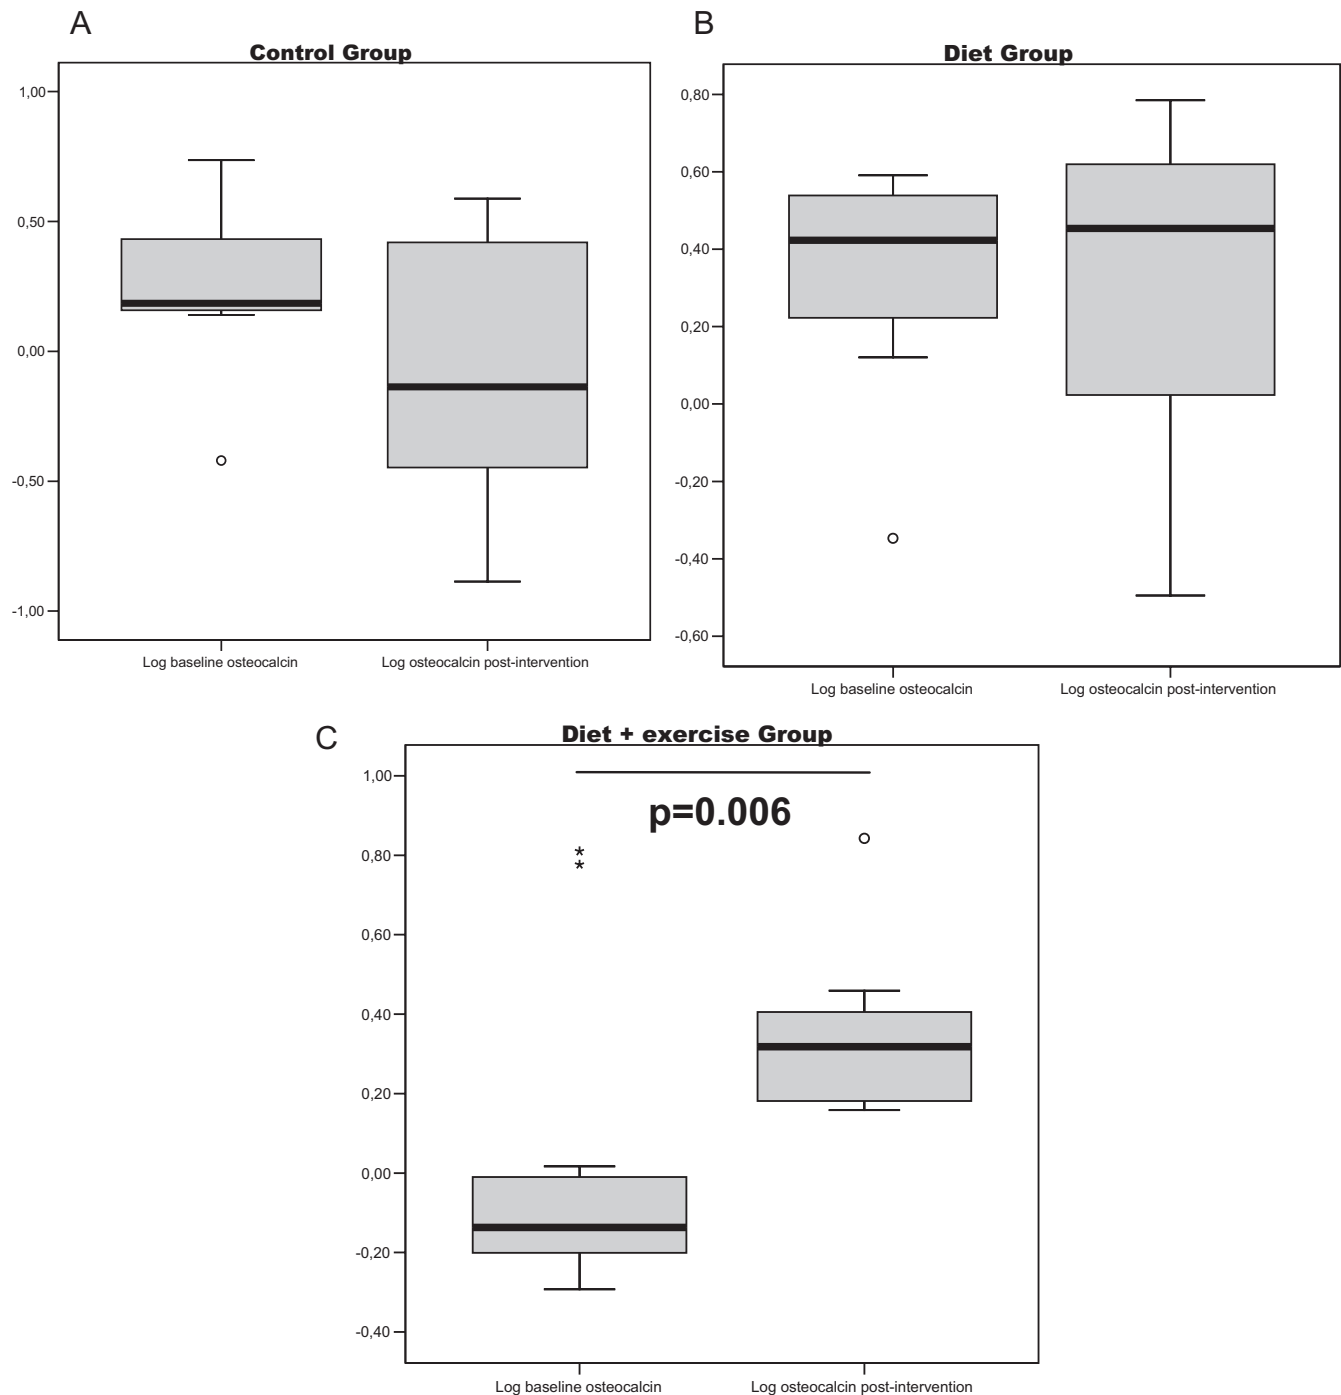 A
Control Group
1,00
0,50
0,00
-0,50
-1,00
Log baseline osteocalcin
Log osteocalcin post-intervention
B
Diet Group
0,80
0,60
0,40
0,20
0,00
-0,20
-0,40
-0,60
Log baseline osteocalcin
Log osteocalcin post-intervention
C
Diet + exercise Group
p=0.006
1,00
0,80
0,60
0,40
0,20
0,00
-0,20
-0,40
* 
*
Log baseline osteocalcin
Log osteocalcin post-intervention